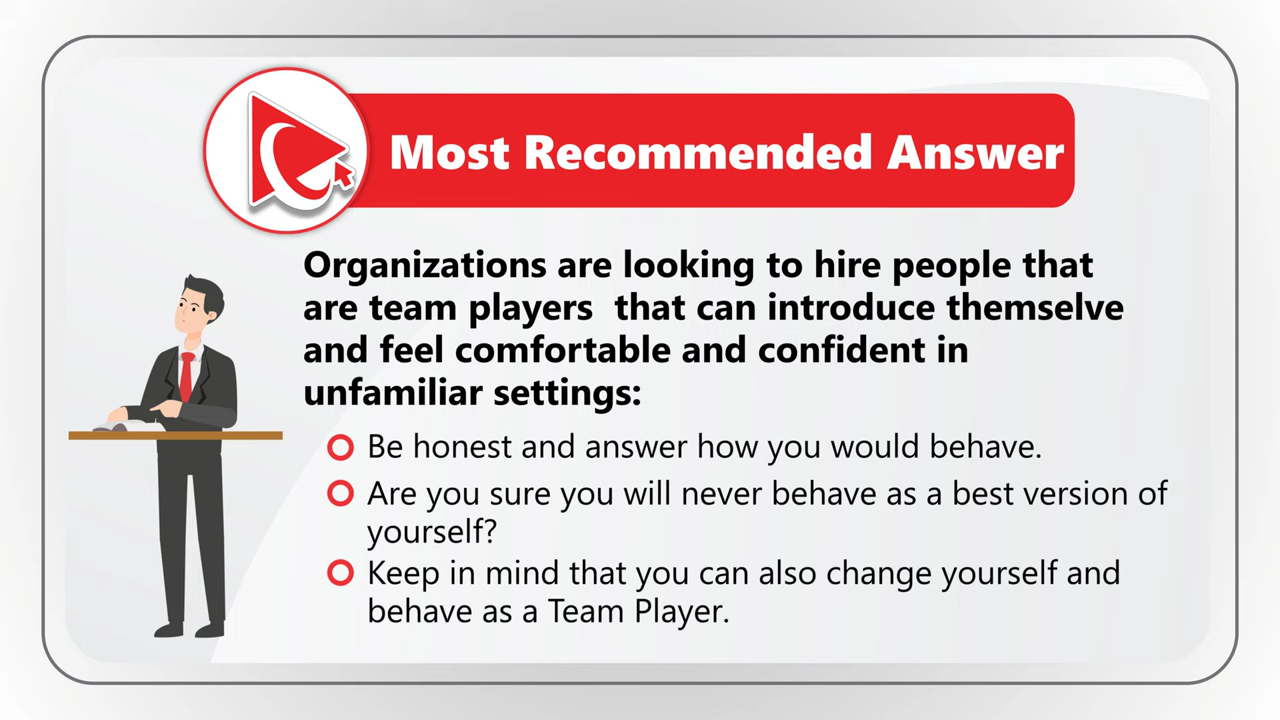 Most Recommended Answer
Organizations are looking to hire people that
are team players that can introduce themselve
and feel comfortable and confident in
unfamiliar settings:
Be honest and answer how you would behave.
Are you sure you will never behave as a best version of
yourself?
Keep in mind that you can also change yourself and
behave as a Team Player.